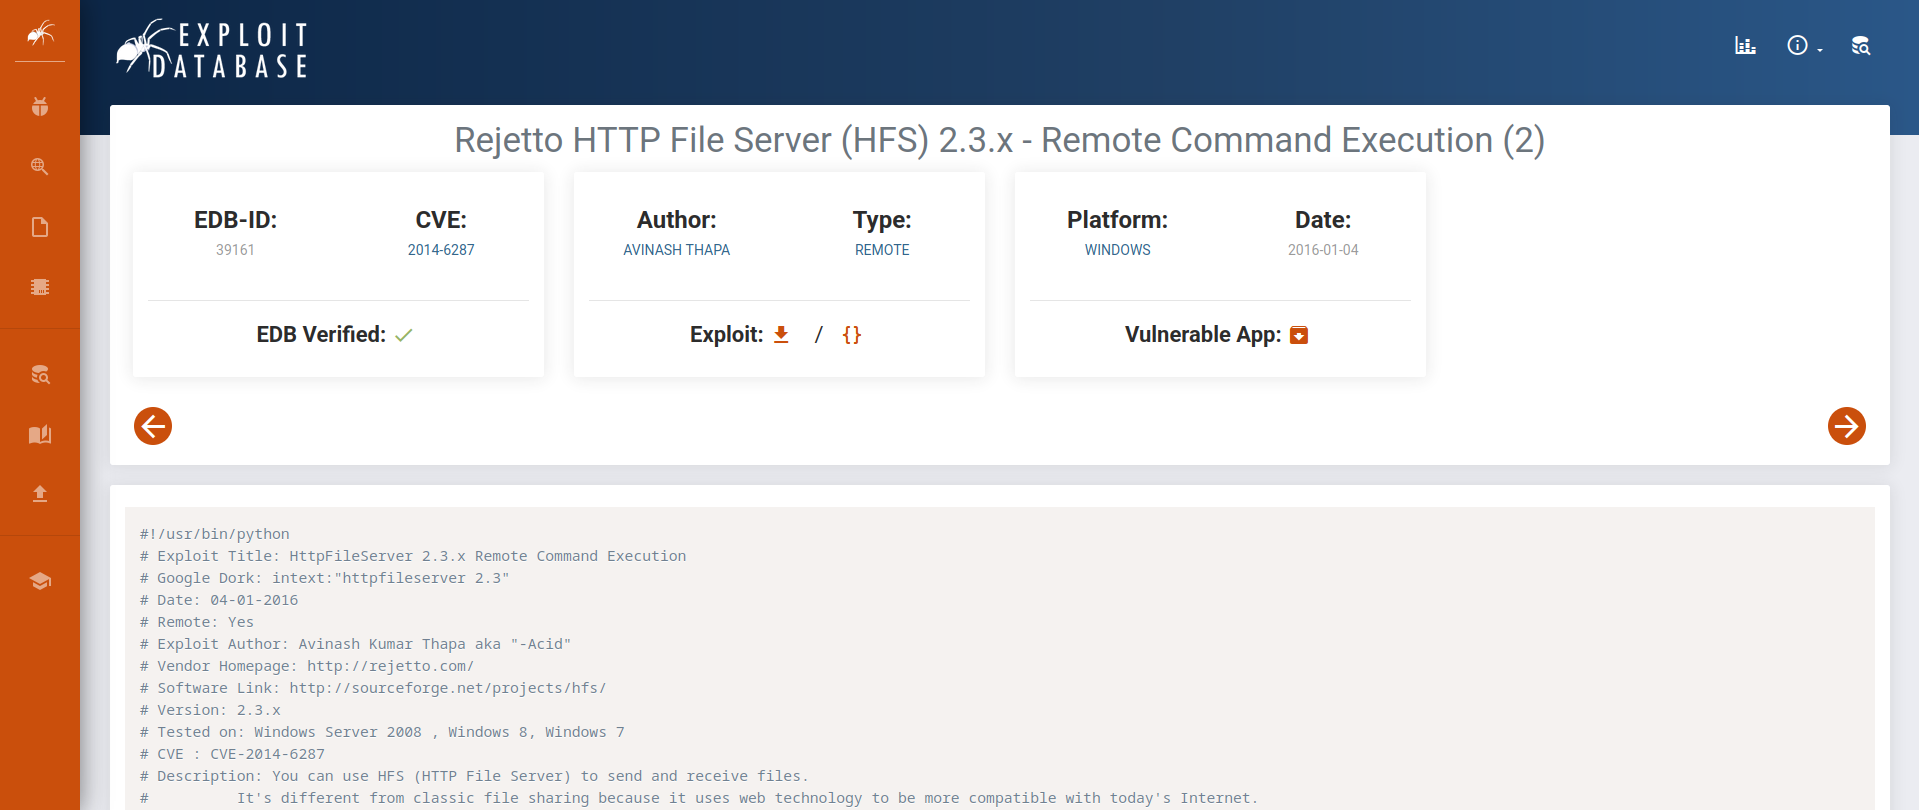 EXPLOIT
DATABASE
Rejetto HTTP File Server (HFS) 2.3.x - Remote Command Execution (2)
EDB-ID:
39161
CVE:
2014-6287
EDB Verified:
Author:
AVINASH THAPA
Type:
REMOTE
Exploit: / {}
Platform:
WINDOWS
Date:
2016-01-04
Vulnerable App:
#!/usr/bin/python
# Exploit Title: HttpFileServer 2.3.x Remote Command Execution
# Google Dork: intext:"httpfileserver 2.3"
# Date: 04-01-2016
# Remote: Yes
# Exploit Author: Avinash Kumar Thapa aka "-Acid"
# Vendor Homepage: http://rejetto.com/
# Software Link: http://sourceforge.net/projects/hfs/
# Version: 2.3.x
# Tested on: Windows Server 2008 , Windows 8, Windows 7
# CVE : CVE-2014-6287
# Description: You can use HFS (HTTP File Server) to send and receive files.
#          It's different from classic file sharing because it uses web technology to be more compatible with today's Internet.